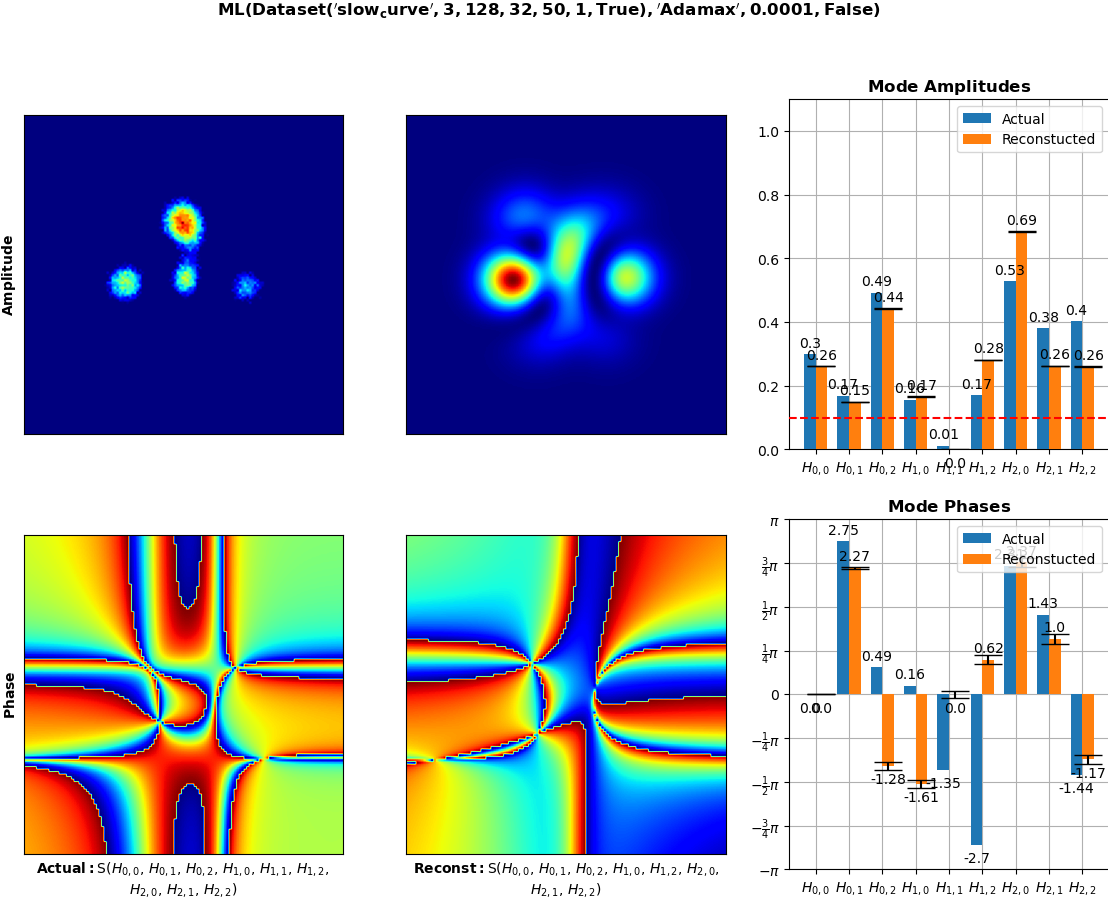 ML(Dataset('slow_curve', 3, 128, 32, 50, 1, True), 'Adamax', 0.0001, False)
Mode Amplitudes
Amplitude
1.0
0.8
0.6
0.4
0.2
0.0
Actual
Reconstucted
0.3
0.26
0.17
0.15
0.49
0.44
0.16
0.17
0.01
0.0
0.17
0.28
0.53
0.69
0.38
0.26
0.4
0.26
H0,0 H0,1 H0,2 H1,0 H1,1 H1,2 H2,0 H2,1 H2,2
Mode Phases
Phase
π
3/4π
1/2π
1/4π
0
−1/4π
−1/2π
−3/4π
−π
Actual
Reconstucted
0.0
0.0
2.75
2.27
0.49
-1.28
0.16
-1.61
-1.35
0.0
-2.7
0.62
1.43
1.0
-1.44
-1.17
H0,0 H0,1 H0,2 H1,0 H1,1 H1,2 H2,0 H2,1 H2,2
Actual: S(H0,0, H0,1, H0,2, H1,0, H1,1, H1,2,
H2,0, H2,1, H2,2)
Reconst: S(H0,0, H0,1, H0,2, H1,0, H1,2, H2,0,
H2,1, H2,2)